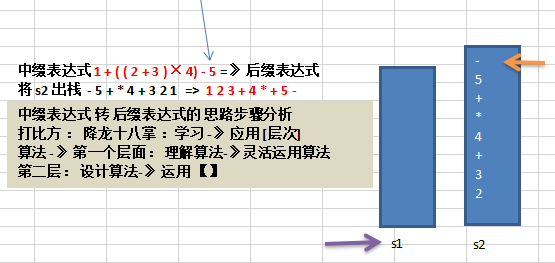 中缀表达式 1 + ( ( 2 + 3 ) × 4) - 5 =》 后缀表达式
将 s2 出栈 - 5 + * 4 + 3 2 1 => 1 2 3 + 4 * + 5 -
中缀表达式 转 后缀表达式的 思路步骤分析
打比方 ： 降龙十八掌 ：学习 -》 应用 [层次]
算法 -》 第一个层面 ：理解算法-》灵活运用算法
第二层 ：设计算法-》 运用 【】
-
5
+
*
4
+
3
2
s1
s2